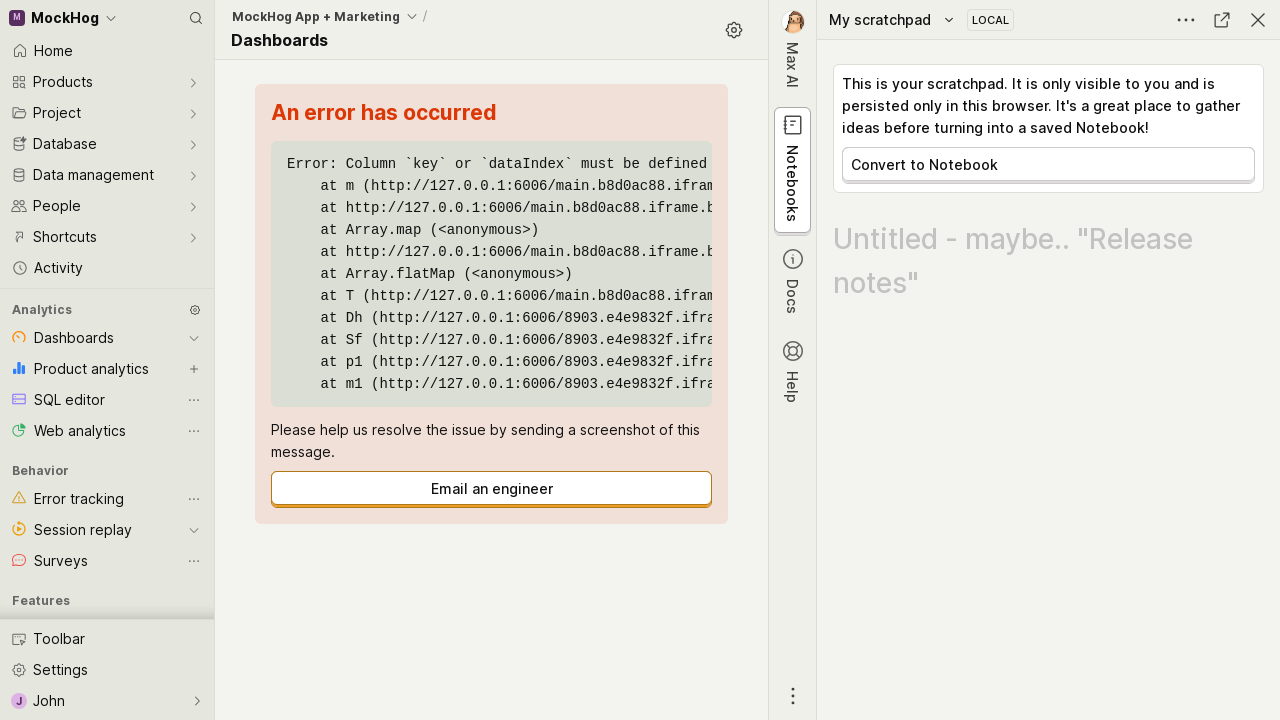 M MockHog
Home
Products
Project
Database
Data management
People
Shortcuts
Activity
Analytics
Dashboards
Product analytics
SQL editor
Web analytics
Behavior
Error tracking
Session replay
Surveys
Features
Toolbar
Settings
J John
MockHog App + Marketing /
Dashboards
An error has occurred
Error: Column `key` or `dataIndex` must be defined
at m (http://127.0.0.1:6006/main.b8d0ac88.ifram
at http://127.0.0.1:6006/main.b8d0ac88.iframe.b
at Array.map (<anonymous>)
at http://127.0.0.1:6006/main.b8d0ac88.iframe.b
at Array.flatMap (<anonymous>)
at T (http://127.0.0.1:6006/main.b8d0ac88.ifram
at Dh (http://127.0.0.1:6006/8903.e4e9832f.ifra
at Sf (http://127.0.0.1:6006/8903.e4e9832f.ifra
at p1 (http://127.0.0.1:6006/8903.e4e9832f.ifra
at m1 (http://127.0.0.1:6006/8903.e4e9832f.ifra
Please help us resolve the issue by sending a screenshot of this
message.
Email an engineer
Max AI
Notebooks
Docs
Help
My scratchpad LOCAL
This is your scratchpad. It is only visible to you and is
persisted only in this browser. It's a great place to gather
ideas before turning into a saved Notebook!
Convert to Notebook
Untitled - maybe.. "Release
notes"